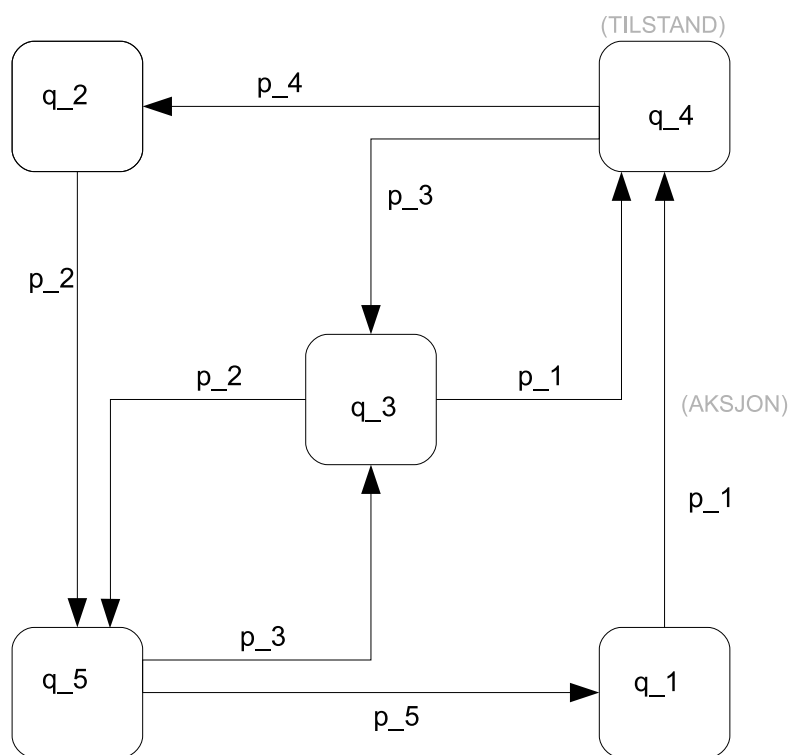 (TILSTAND)
q_2
p_4
q_4
p_3
p_2
p_2
p_1
q_3
(AKSJON)
p_1
p_3
q_5
q_1
p_5